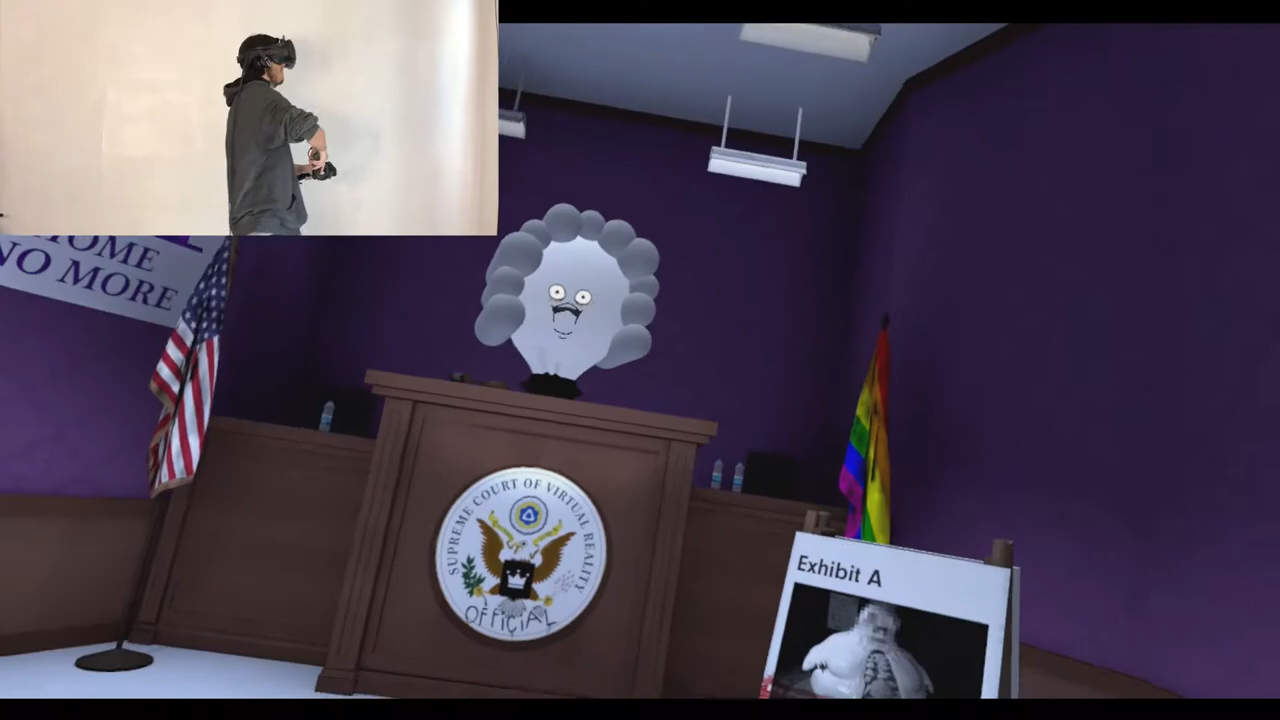 HOME
NO MORE
SUPREME COURT OF VIRTUAL REALITY
OFFiCiAL
Exhibit A